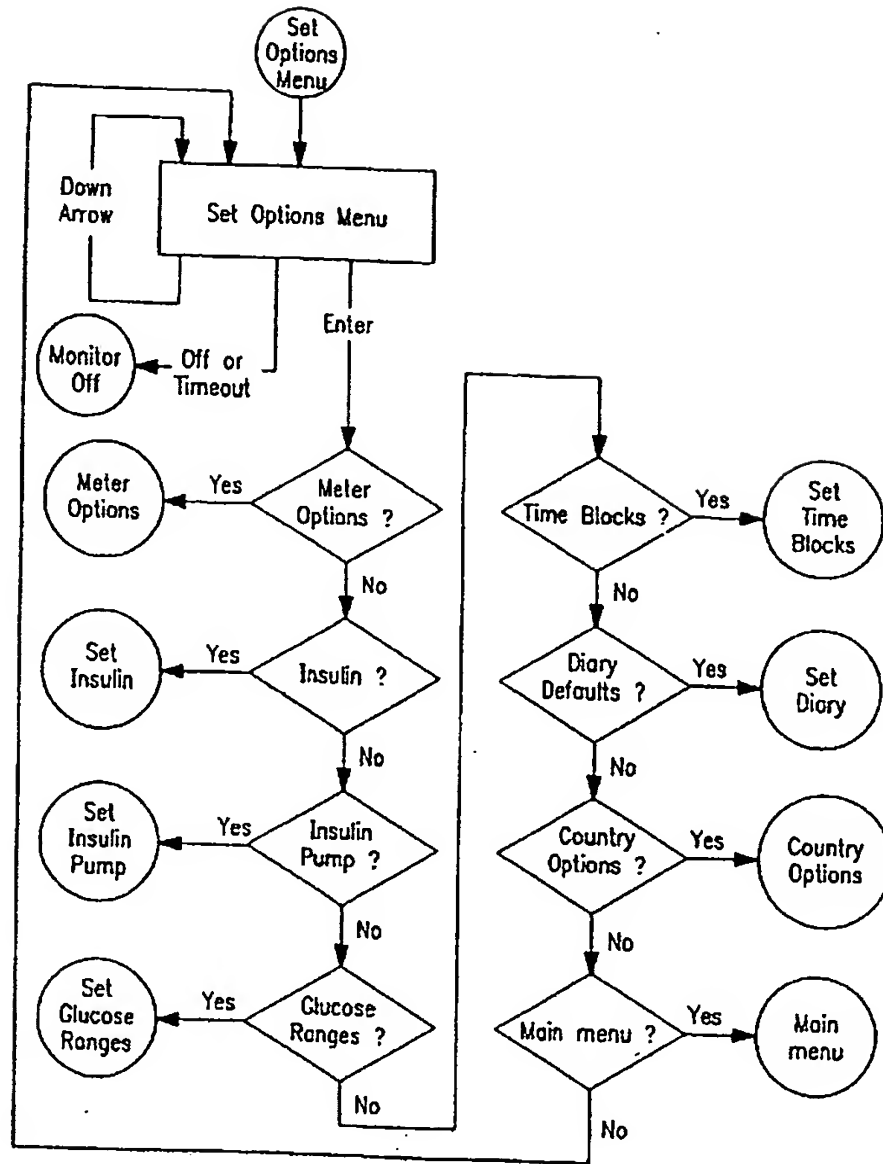 Set
Options
Menu
Down
Arrow
Set Options Menu
Enter
Monitor
Off
Off or
Timeout
Meter
Options
Yes
Meter
Options ?
No
Set
Insulin
Yes
Insulin ?
No
Set
Insulin
Pump
Yes
Insulin
Pump ?
No
Set
Glucose
Ranges
Yes
Glucose
Ranges ?
No
Time Blocks ?
Yes
Set
Time
Blocks
No
Diary
Defaults ?
Yes
Set
Diary
No
Country
Options ?
Yes
Country
Options
No
Main menu ?
Yes
Main
menu
No